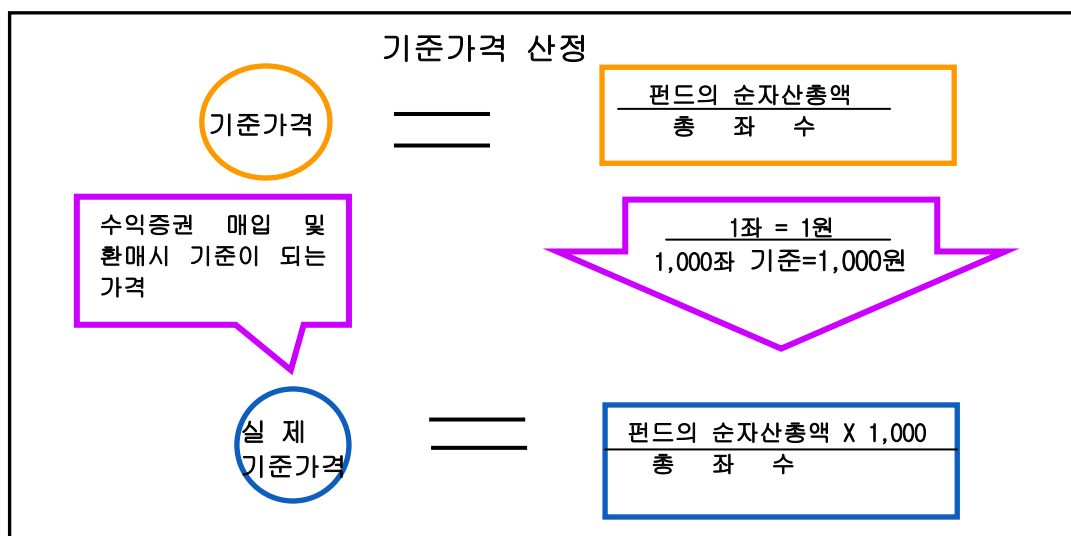 기준가격 산정
기준가격
펀드의 순자산총액
총 좌 수
수익증권 매입 및
환매시 기준이 되는
가격
1좌 = 1원
1,000좌 기준=1,000원
실 제
기준가격
펀드의 순자산총액 X 1,000
총 좌 수